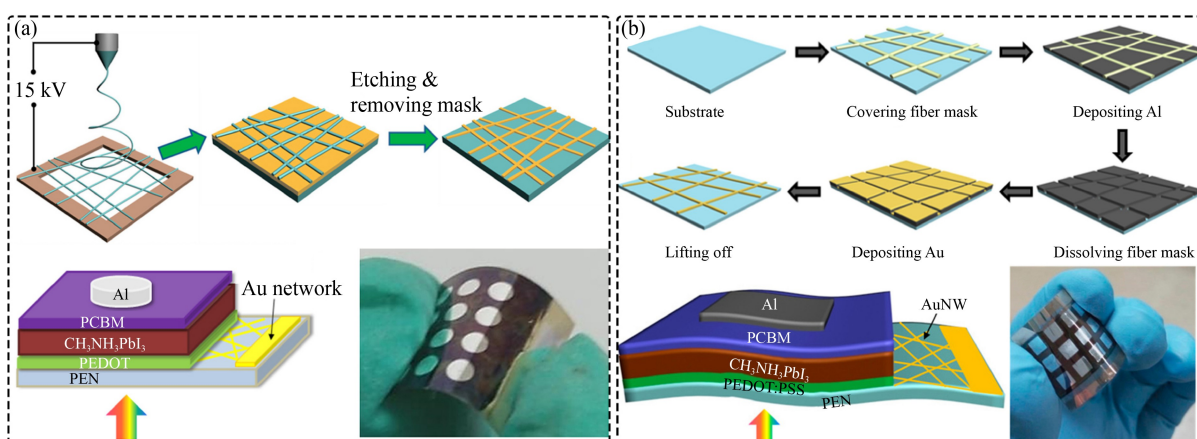 (a)
15 kV
Etching &
removing mask
Al
Au network
PCBM
CH₃NH₃PbI₃
PEDOT
PEN
(b)
Substrate
Covering fiber mask
Depositing Al
Lifting off
Depositing Au
Dissolving fiber mask
Al
AuNW
PCBM
CH₃NH₃PbI₃
PEDOT:PSS
PEN